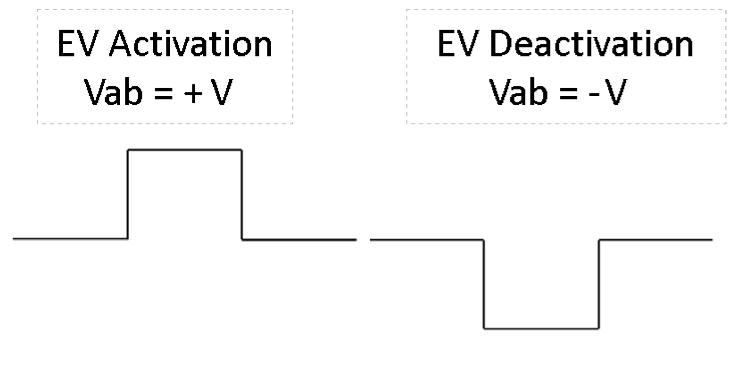 EV Activation
Vab = + V
EV Deactivation
Vab = - V